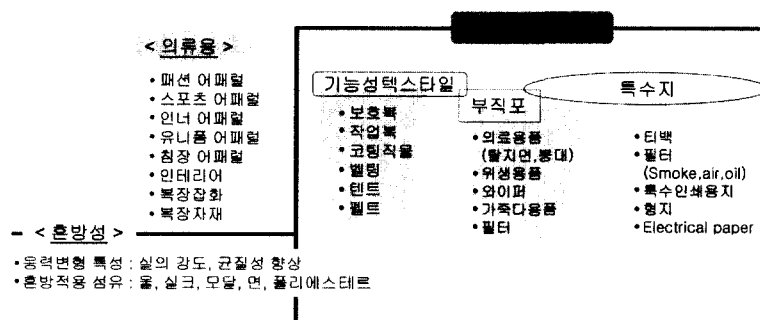 < 의류용 >
• 패션 어패럴
• 스포츠 어패럴
• 인너 어패럴
• 유니폼 어패럴
• 침장 어패럴
• 인테리어
• 복장잡화
• 복장자재
기능성텍스타일
• 보호복
• 작업복
• 코팅직물
• 벨팅
• 텐트
• 펠트
부직포
• 의료용품
(탈지면,붕대)
• 위생용품
• 와이퍼
• 가죽다용품
• 필터
특수지
• 티백
• 필터
(Smoke,air,oil)
• 특수인쇄용지
• 형지
• Electrical paper
< 혼방성 >
• 응력변형 특성 : 실의 강도, 균질성 향상
• 혼방적용 섬유 : 울, 실크, 모달, 면, 폴리에스테르